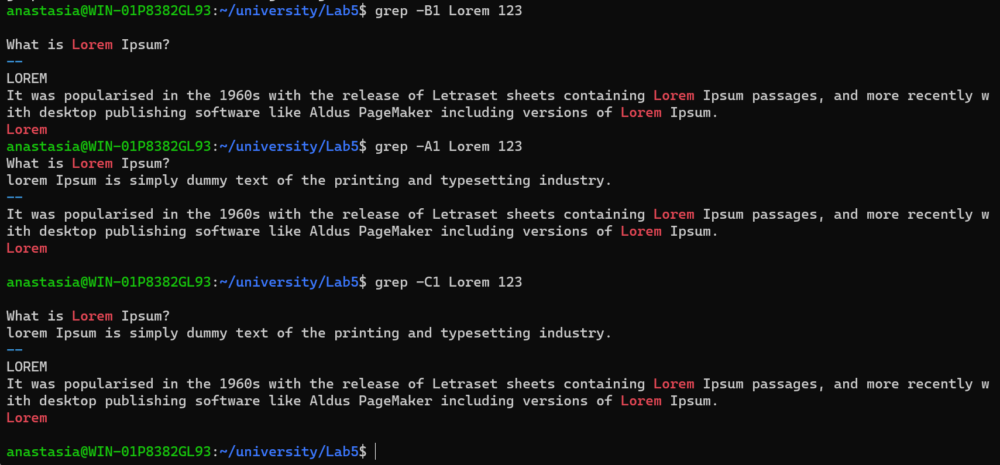 anastasia@WIN-01P8382GL93:~/university/Lab5$ grep -B1 Lorem 123
What is Lorem Ipsum?
--
LOREM
It was popularised in the 1960s with the release of Letraset sheets containing Lorem Ipsum passages, and more recently w
ith desktop publishing software like Aldus PageMaker including versions of Lorem Ipsum.
Lorem
anastasia@WIN-01P8382GL93:~/university/Lab5$ grep -A1 Lorem 123
What is Lorem Ipsum?
lorem Ipsum is simply dummy text of the printing and typesetting industry.
--
It was popularised in the 1960s with the release of Letraset sheets containing Lorem Ipsum passages, and more recently w
ith desktop publishing software like Aldus PageMaker including versions of Lorem Ipsum.
Lorem
anastasia@WIN-01P8382GL93:~/university/Lab5$ grep -C1 Lorem 123
What is Lorem Ipsum?
lorem Ipsum is simply dummy text of the printing and typesetting industry.
--
LOREM
It was popularised in the 1960s with the release of Letraset sheets containing Lorem Ipsum passages, and more recently w
ith desktop publishing software like Aldus PageMaker including versions of Lorem Ipsum.
Lorem
anastasia@WIN-01P8382GL93:~/university/Lab5$